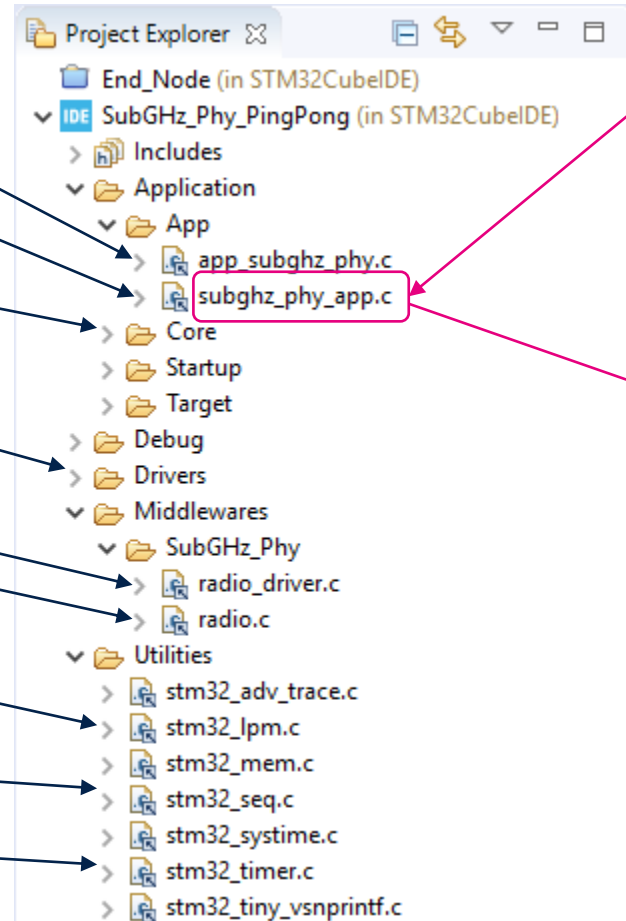 Project Explorer
End_Node (in STM32CubeIDE)
IDE SubGHz_Phy_PingPong (in STM32CubeIDE)
Includes
Application
App
app_subghz_phy.c
subghz_phy_app.c
Core
Startup
Target
Debug
Drivers
Middlewares
SubGHz_Phy
radio_driver.c
radio.c
Utilities
stm32_adv_trace.c
stm32_lpm.c
stm32_mem.c
stm32_seq.c
stm32_systime.c
stm32_timer.c
stm32_tiny_vsnprintf.c